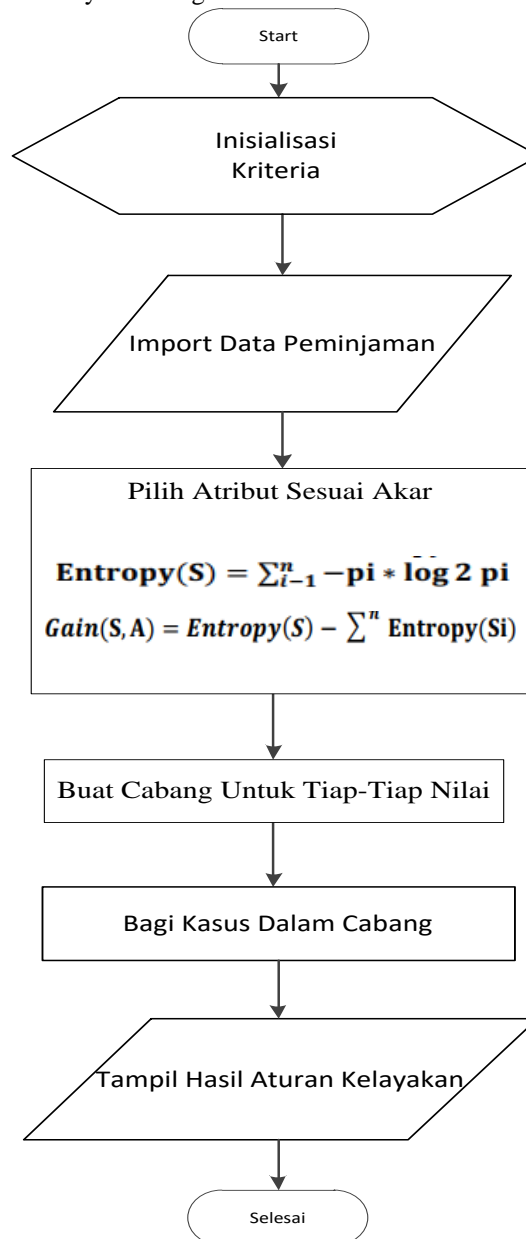 Start
Inisialisasi
Kriteria
Import Data Peminjaman
Pilih Atribut Sesuai Akar
Entropy(S) = ∑ⁿᵢ₋₁ −pi ∗ log 2 pi
Gain(S, A) = Entropy(S) − ∑ⁿ Entropy(Si)
Buat Cabang Untuk Tiap-Tiap Nilai
Bagi Kasus Dalam Cabang
Tampil Hasil Aturan Kelayakan
Selesai